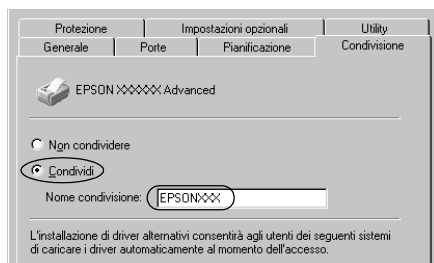 Protezione Impostazioni opzionali Utility
Generale Porte Pianificazione Condivisione
EPSON XXXXXX Advanced
Non condividere
Condividi
Nome condivisione: EPSONXXX
L'installazione di driver alternativi consentirà agli utenti dei seguenti sistemi
di caricare i driver automaticamente al momento dell'accesso.